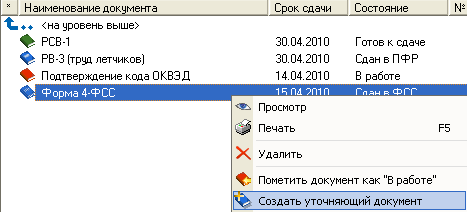 * Наименование документа Срок сдачи Состояние №
<на уровень выше>
РСВ-1 30.04.2010 Готов к сдаче
РВ-3 (труд летчиков) 30.04.2010 Сдан в ПФР
Подтверждение кода ОКВЭД 14.04.2010 В работе
Форма 4-ФСС 15.04.2010 Сдан в ФСС
Просмотр
Печать F5
Удалить
Пометить документ как "В работе"
Создать уточняющий документ